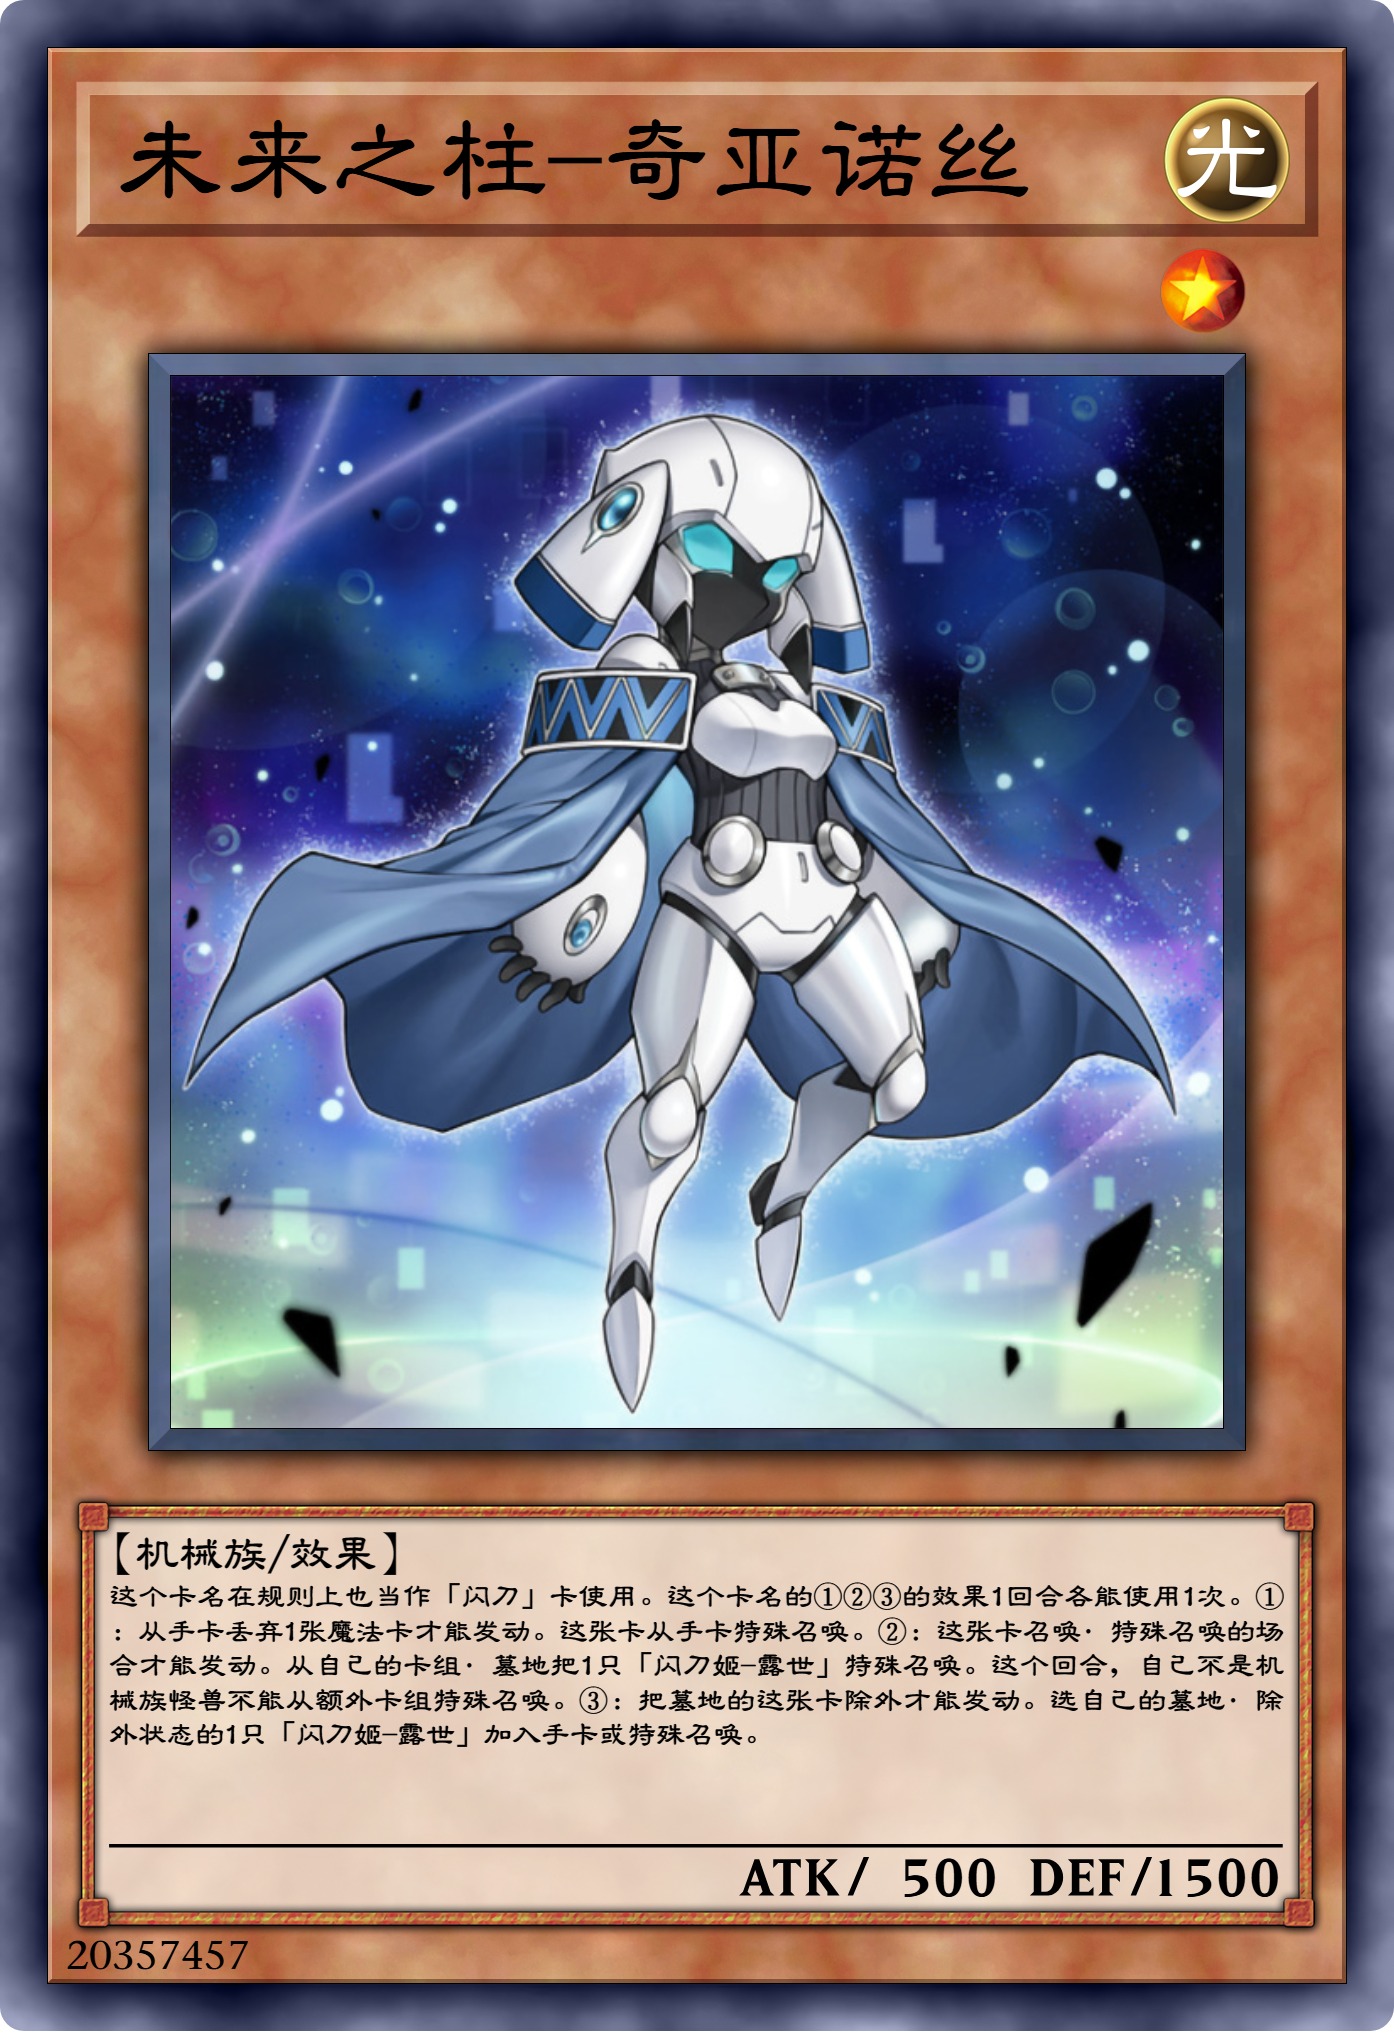 未来之柱-奇亚诺丝
光
【机械族/效果】
这个卡名在规则上也当作「闪刀」卡使用。这个卡名的①②③的效果1回合各能使用1次。①
：从手卡丢弃1张魔法卡才能发动。这张卡从手卡特殊召唤。②：这张卡召唤·特殊召唤的场
合才能发动。从自己的卡组·墓地把1只「闪刀姬-露世」特殊召唤。这个回合，自己不是机
械族怪兽不能从额外卡组特殊召唤。③：把墓地的这张卡除外才能发动。选自己的墓地·除
外状态的1只「闪刀姬-露世」加入手卡或特殊召唤。
ATK/ 500 DEF/1500
20357457